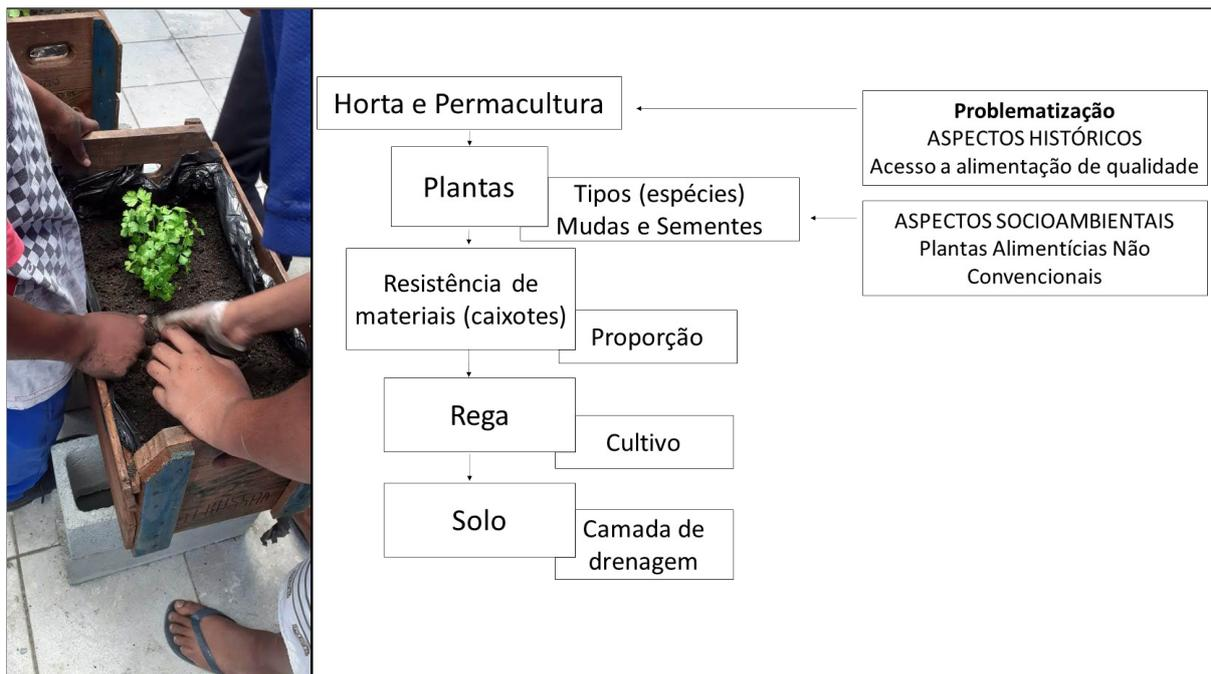 Horta e Permacultura
Problematização
ASPECTOS HISTÓRICOS
Acesso a alimentação de qualidade
Plantas
Tipos (espécies)
Mudas e Sementes
ASPECTOS SOCIOAMBIENTAIS
Plantas Alimentícias Não
Convencionais
Resistência de
materiais (caixotes)
Proporção
Rega
Cultivo
Solo
Camada de
drenagem